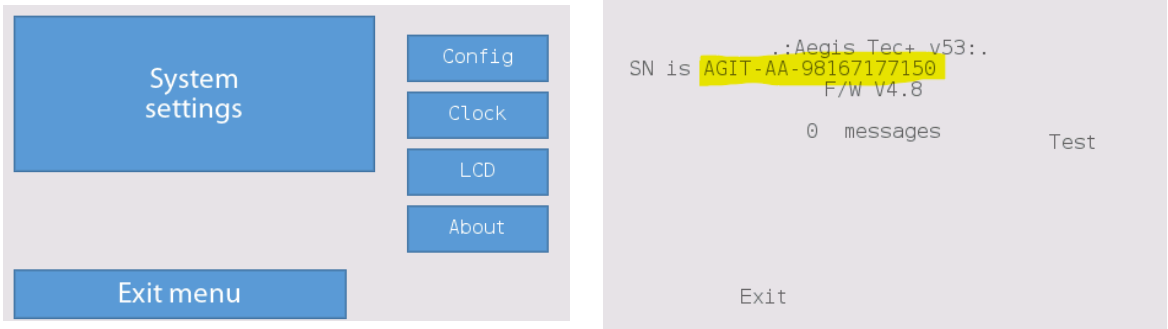 System
settings
Config
Clock
LCD
About
Exit menu
.:Aegis Tec+ v53:.
SN is AGIT-AA-98167177150
F/W V4.8
0 messages
Test
Exit